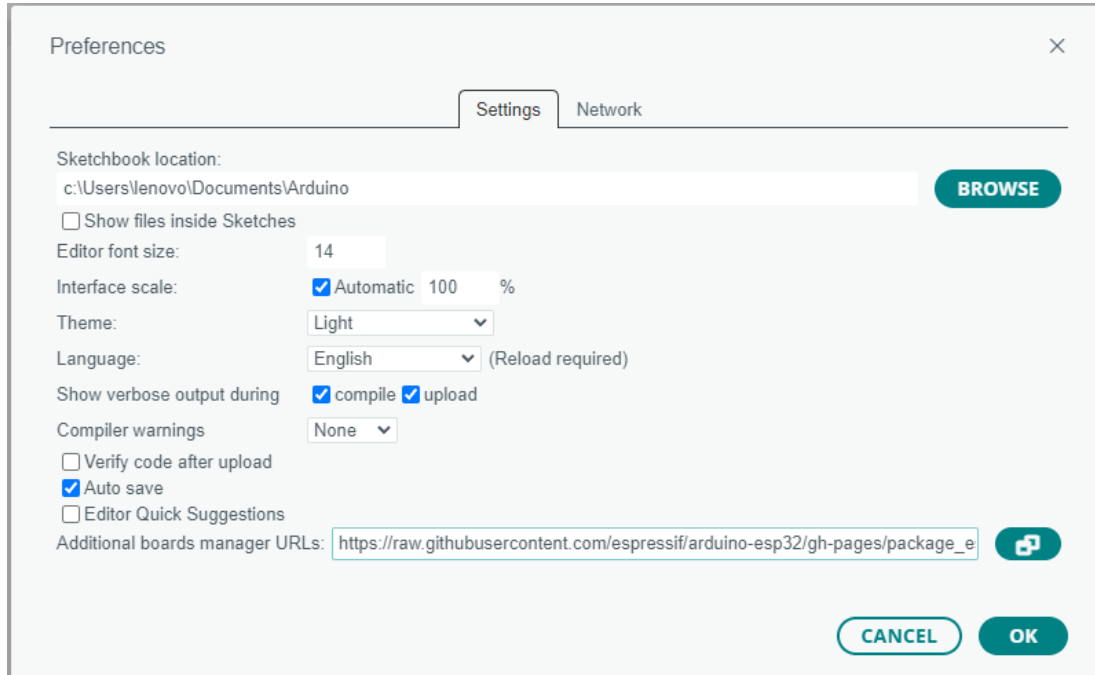 Preferences
Settings Network
Sketchbook location:
c:\Users\lenovo\Documents\Arduino
BROWSE
Show files inside Sketches
Editor font size: 14
Interface scale: Automatic 100 %
Theme: Light
Language: English (Reload required)
Show verbose output during compile upload
Compiler warnings None
Verify code after upload
Auto save
Editor Quick Suggestions
Additional boards manager URLs: https://raw.githubusercontent.com/espressif/arduino-esp32/gh-pages/package_e
CANCEL OK